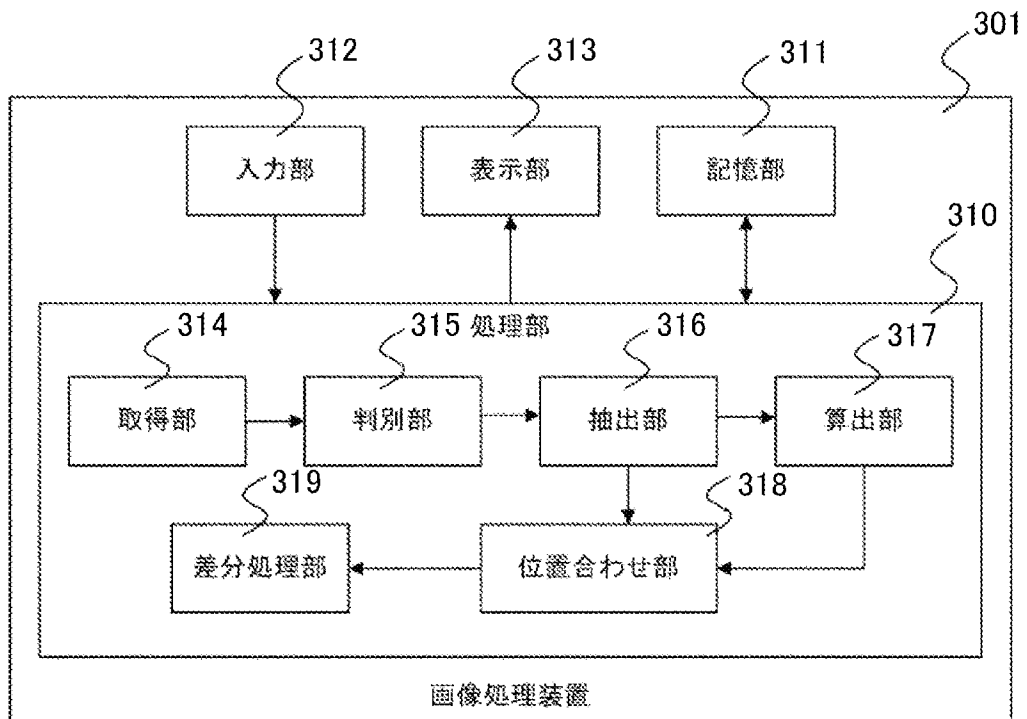 301
312
313
311
入力部
表示部
記憶部
310
処理部
314
315
316
317
取得部
判別部
抽出部
算出部
319
318
差分処理部
位置合わせ部
画像処理装置